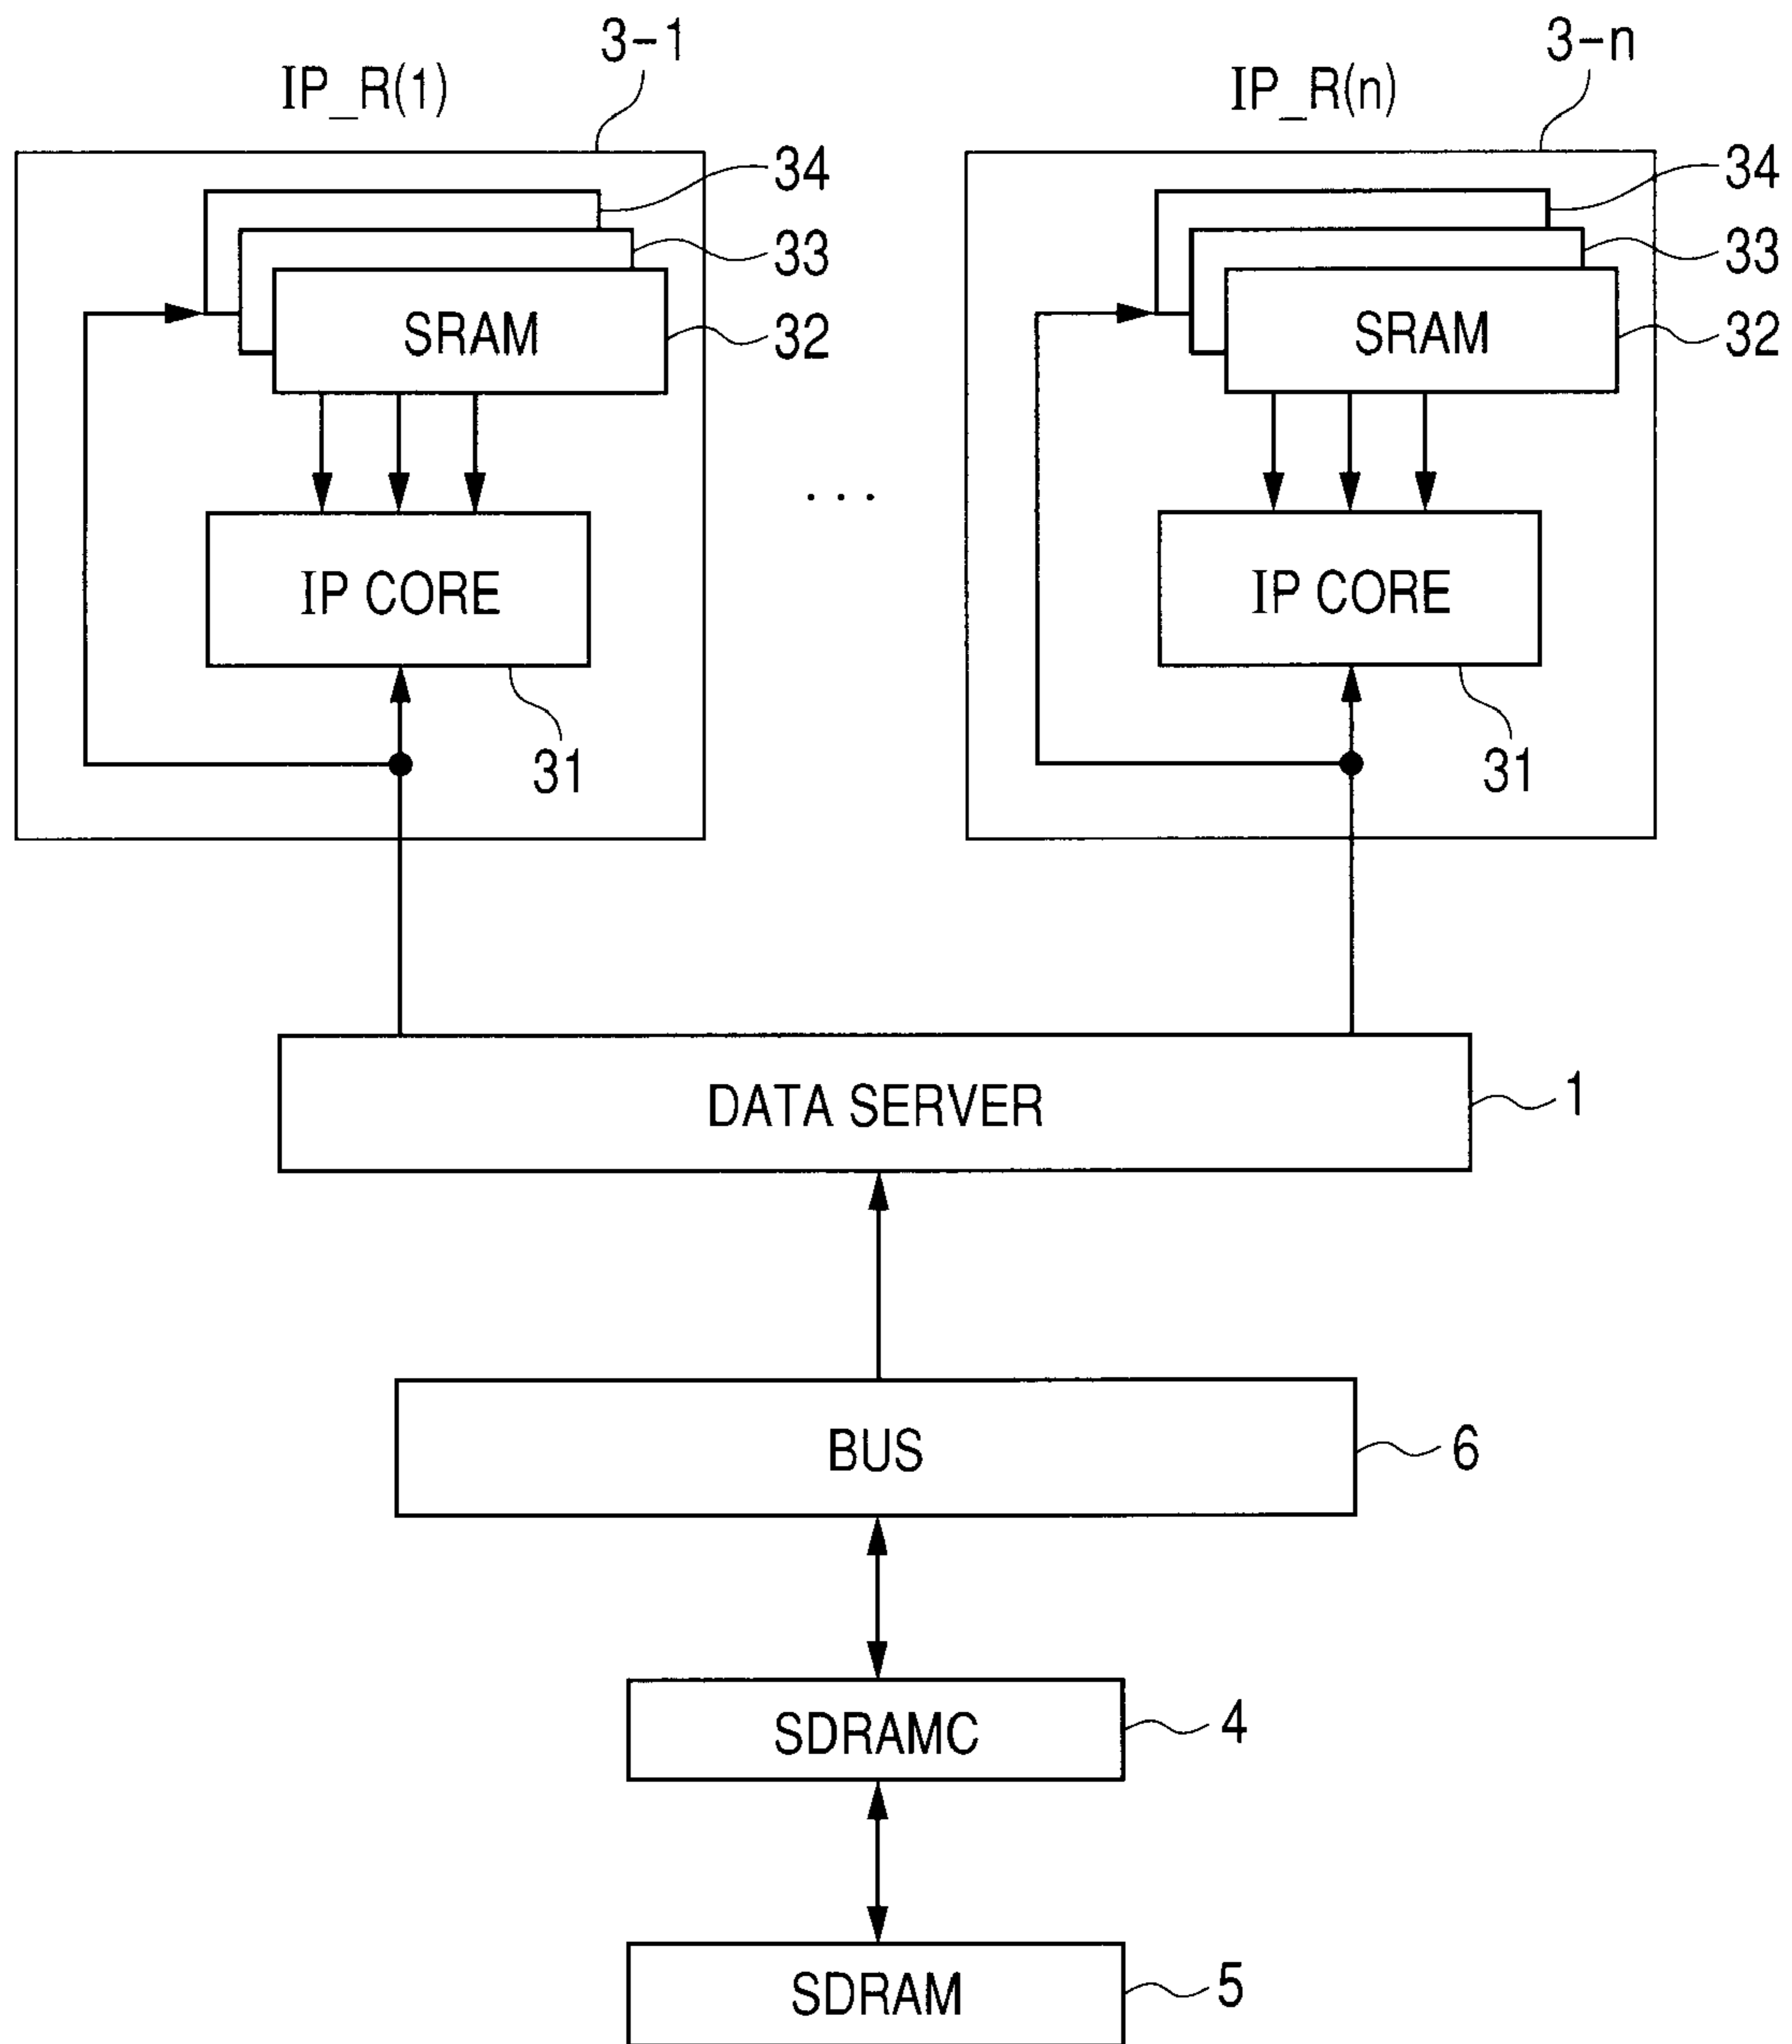 3-1
3-n
IP_R(1)
IP_R(n)
34
34
33
33
SRAM
32
SRAM
32
...
IP CORE
IP CORE
31
31
DATA SERVER
1
BUS
6
SDRAMC
4
SDRAM
5